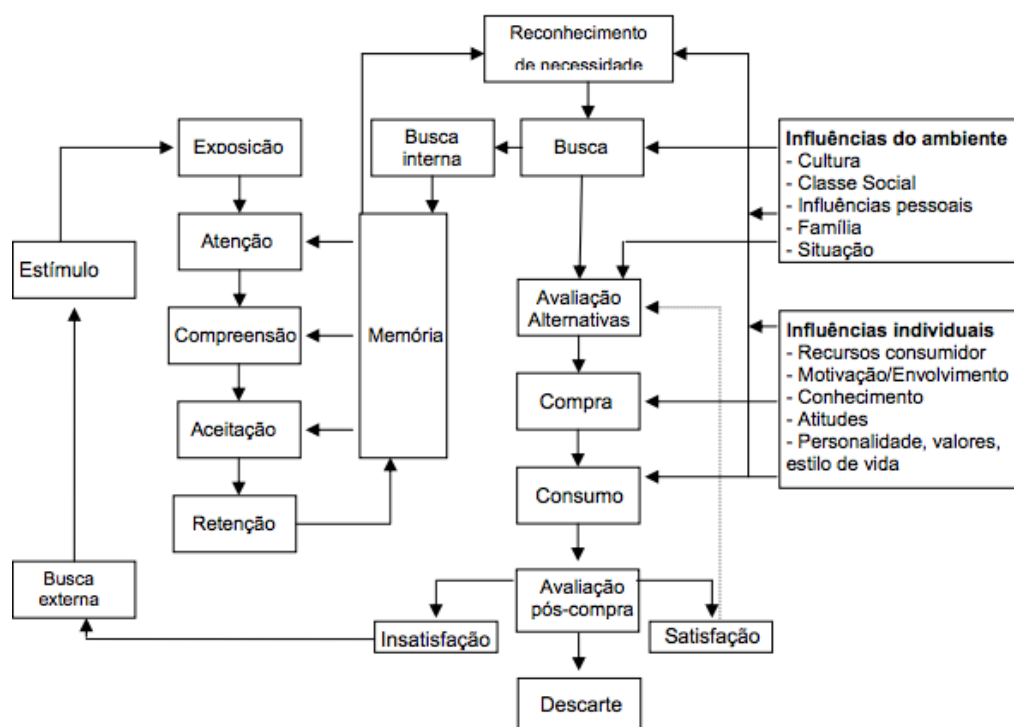 Reconhecimento
de necessidade
Exposicão
Busca
interna
Busca
Influências do ambiente
- Cultura
- Classe Social
- Influências pessoais
- Família
- Situação
Atenção
Estímulo
Avaliação
Alternativas
Compreensão
Memória
Influências individuais
- Recursos consumidor
- Motivação/Envolvimento
- Conhecimento
- Atitudes
- Personalidade, valores,
estilo de vida
Compra
Aceitação
Consumo
Retenção
Busca
externa
Avaliação
pós-compra
Insatisfação
Satisfação
Descarte